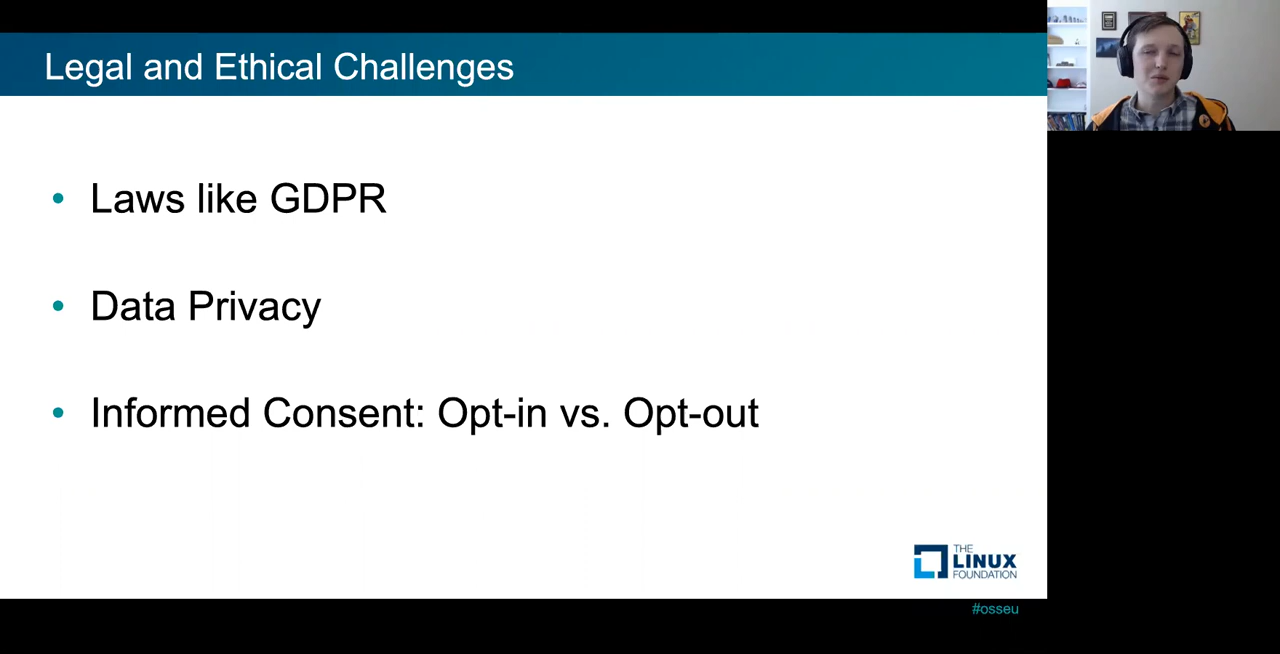 Legal and Ethical Challenges
• Laws like GDPR
• Data Privacy
• Informed Consent: Opt-in vs. Opt-out
THE
LINUX
FOUNDATION
#osseu